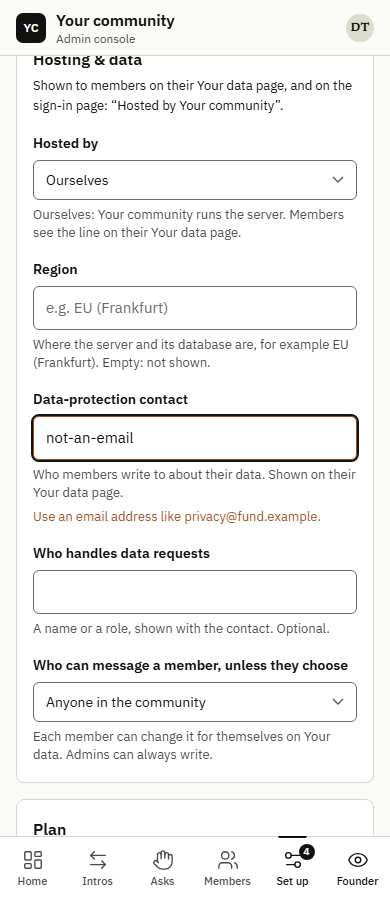 YC
Your community
Admin console
DT
Hosting & data
Shown to members on their Your data page, and on the
sign-in page: “Hosted by Your community”.
Hosted by
Ourselves
Ourselves: Your community runs the server. Members
see the line on their Your data page.
Region
e.g. EU (Frankfurt)
Where the server and its database are, for example EU
(Frankfurt). Empty: not shown.
Data-protection contact
not-an-email
Who members write to about their data. Shown on their
Your data page.
Use an email address like privacy@fund.example.
Who handles data requests
A name or a role, shown with the contact. Optional.
Who can message a member, unless they choose
Anyone in the community
Each member can change it for themselves on Your
data. Admins can always write.
Plan
4
Home
Intros
Asks
Members
Set up
Founder